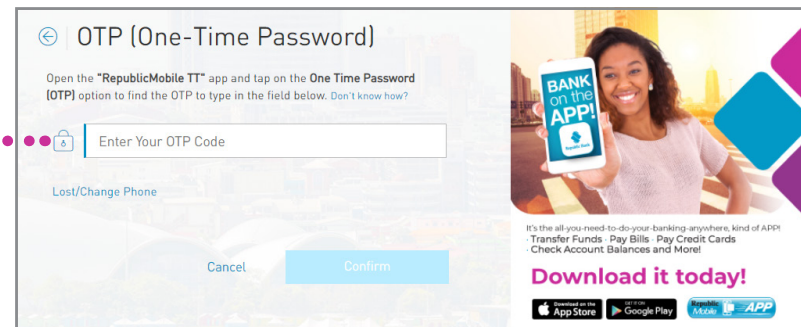 OTP (One-Time Password)
Open the "RepublicMobile TT" app and tap on the One Time Password
(OTP) option to find the OTP to type in the field below. Don't know how?
Enter Your OTP Code
Lost/Change Phone
Cancel
Confirm
BANK
on the
APP!
Republic Bank
It's the all-you-need-to-do-your-banking-anywhere, kind of APP!
· Transfer Funds · Pay Bills · Pay Credit Cards
· Check Account Balances and More!
Download it today!
Download on the
App Store
GET IT ON
Google Play
Republic
Mobile
APP